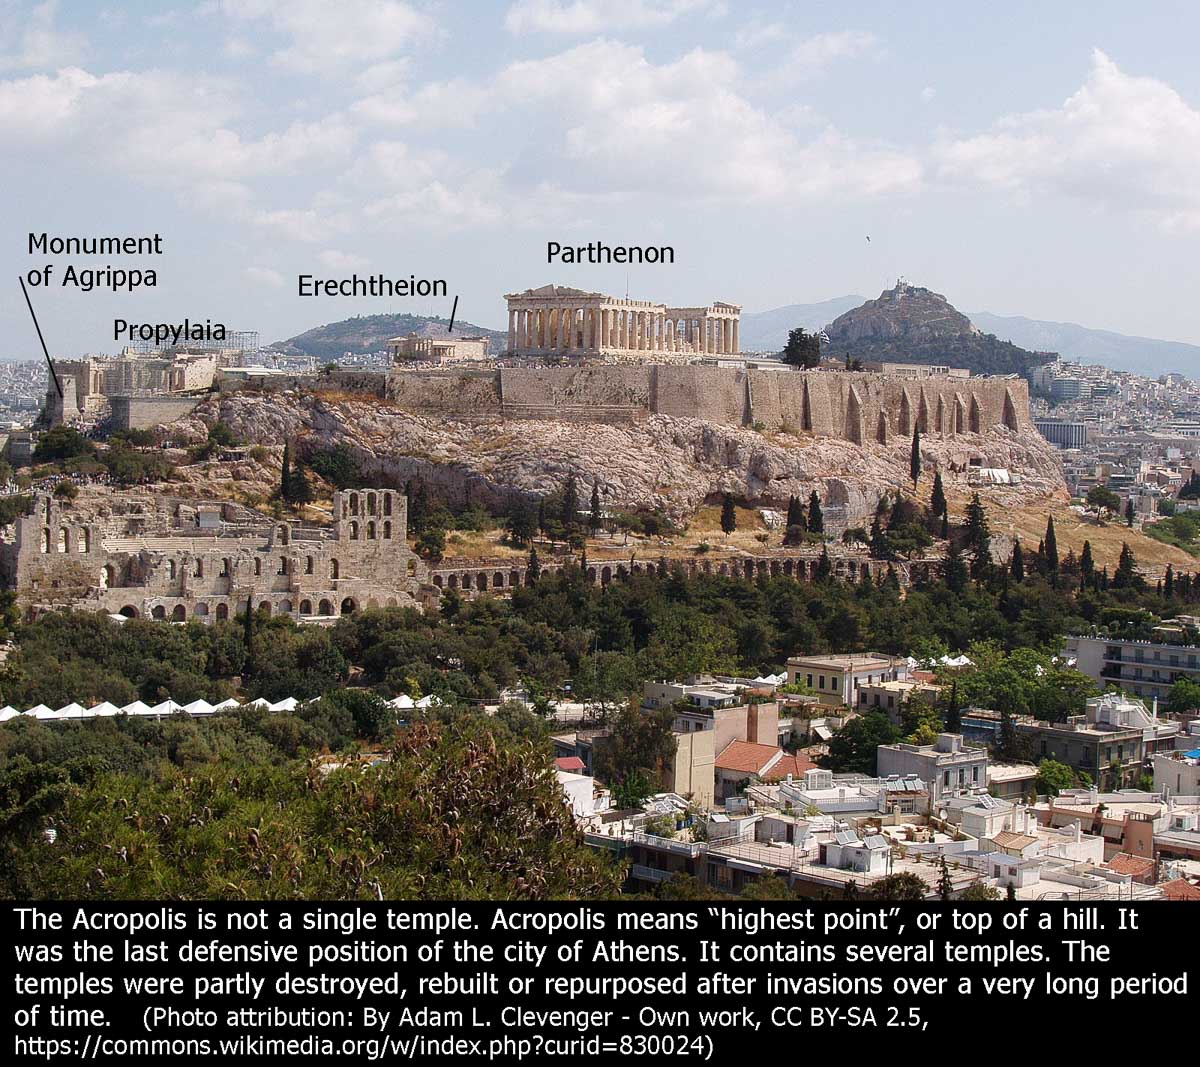 Parthenon
Monument
of Agrippa
Erechtheion
Propylaia
The Acropolis is not a single temple. Acropolis means “highest point”, or top of a hill. It
was the last defensive position of the city of Athens. It contains several temples. The
temples were partly destroyed, rebuilt or repurposed after invasions over a very long period
of time. (Photo attribution: By Adam L. Clevenger - Own work, CC BY-SA 2.5,
https://commons.wikimedia.org/w/index.php?curid=830024)